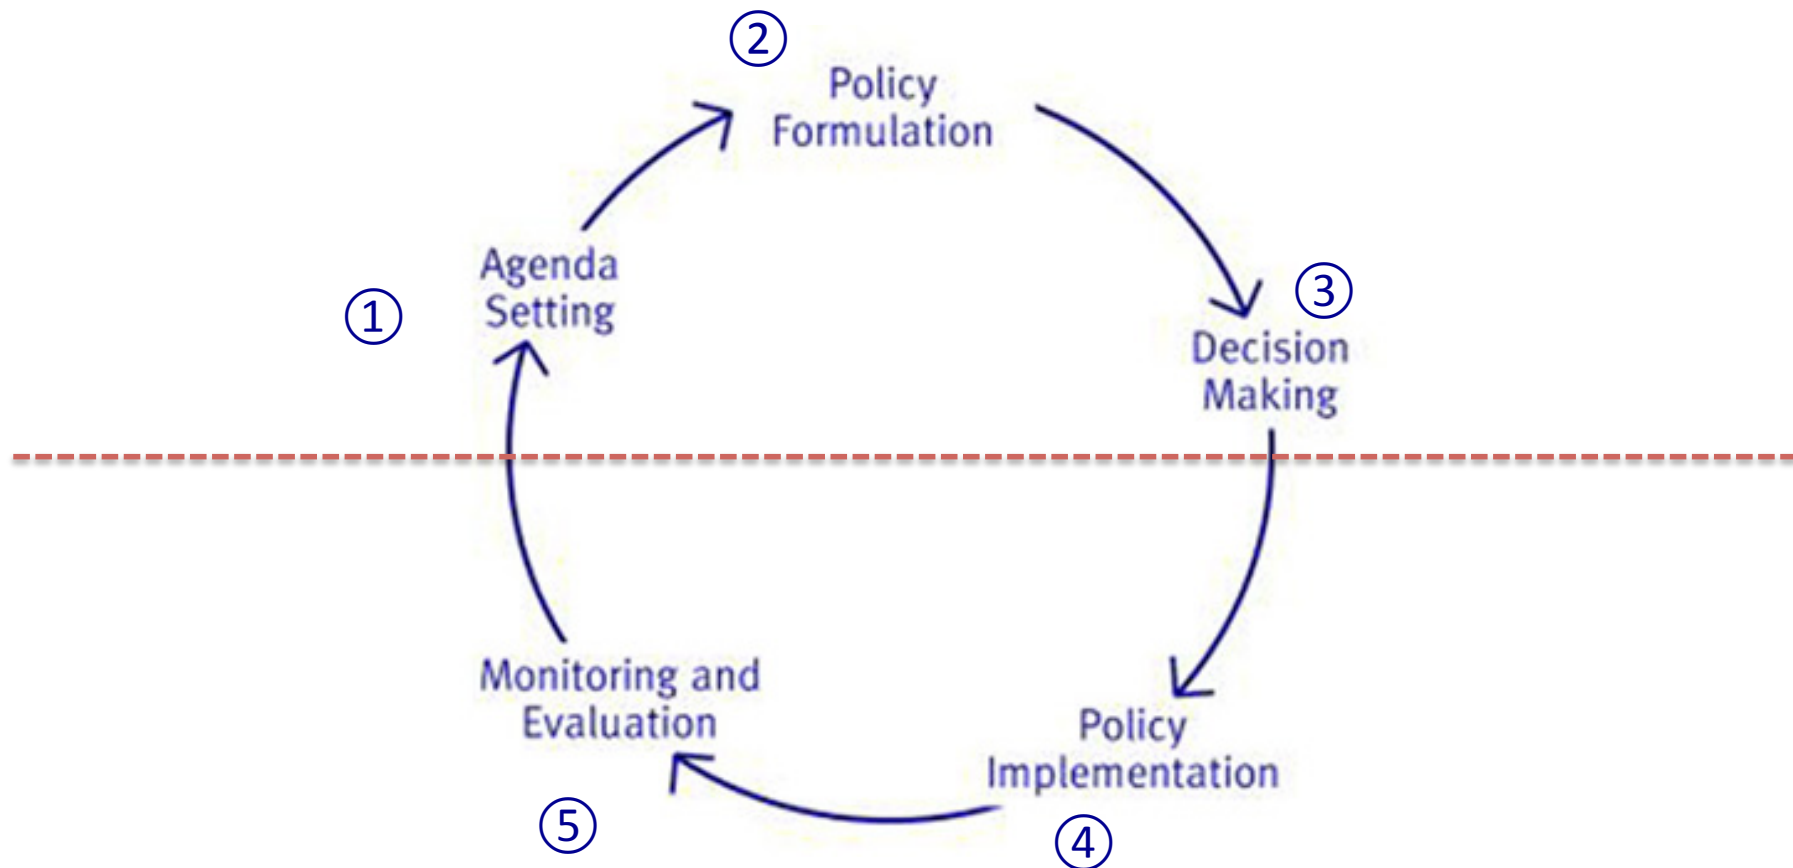 ②
Policy
Formulation
①
Agenda
Setting
③
Decision
Making
Monitoring and
Evaluation
⑤
Policy
Implementation
④